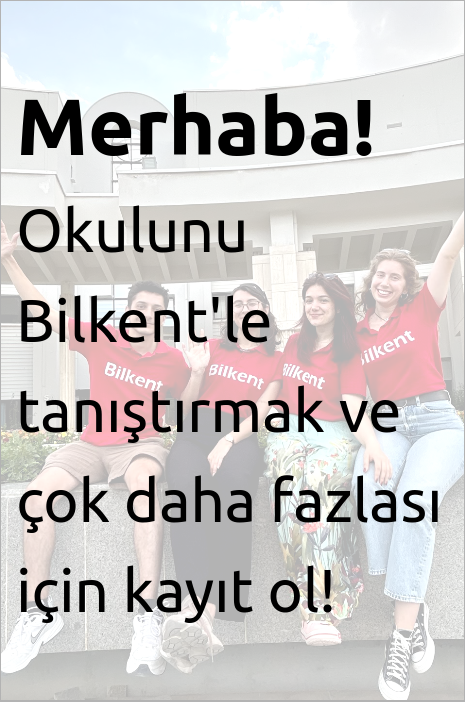 Merhaba!
Okulunu
Bilkent'le
tanıştırmak ve
çok daha fazlası
için kayıt ol!
Bilkent Bilkent Bilkent Bilkent